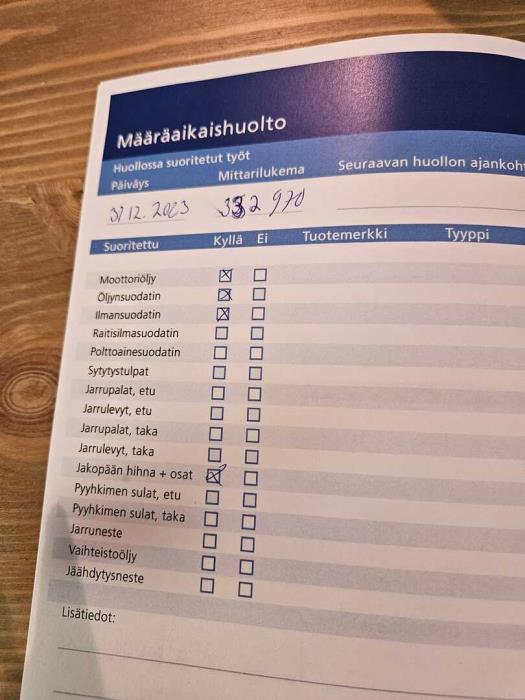 Määräaikaishuolto
Huollossa suoritetut työt
Päiväys Mittarilukema Seuraavan huollon ajankoh
31.12.2023 332 970
Suoritettu Kyllä Ei Tuotemerkki Tyyppi
Moottoriöljy
Öljynsuodatin
Ilmansuodatin
Raitisilmasuodatin
Polttoainesuodatin
Sytytystulpat
Jarrupalat, etu
Jarrulevyt, etu
Jarrupalat, taka
Jarrulevyt, taka
Jakopään hihna + osat
Pyyhkimen sulat, etu
Pyyhkimen sulat, taka
Jarruneste
Vaihteistoöljy
Jäähdytysneste
Lisätiedot: